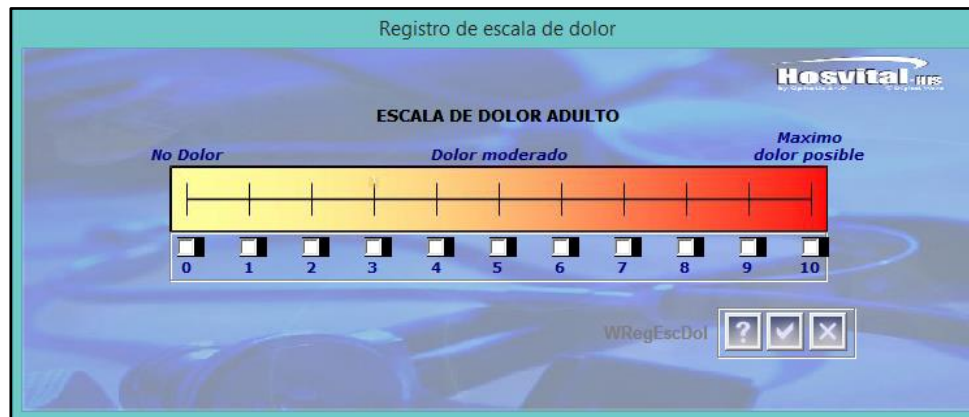 Registro de escala de dolor
Hosvital-HIS
ESCALA DE DOLOR ADULTO
No Dolor
Dolor moderado
Maximo
dolor posible
0 1 2 3 4 5 6 7 8 9 10
WRegEscDol ?